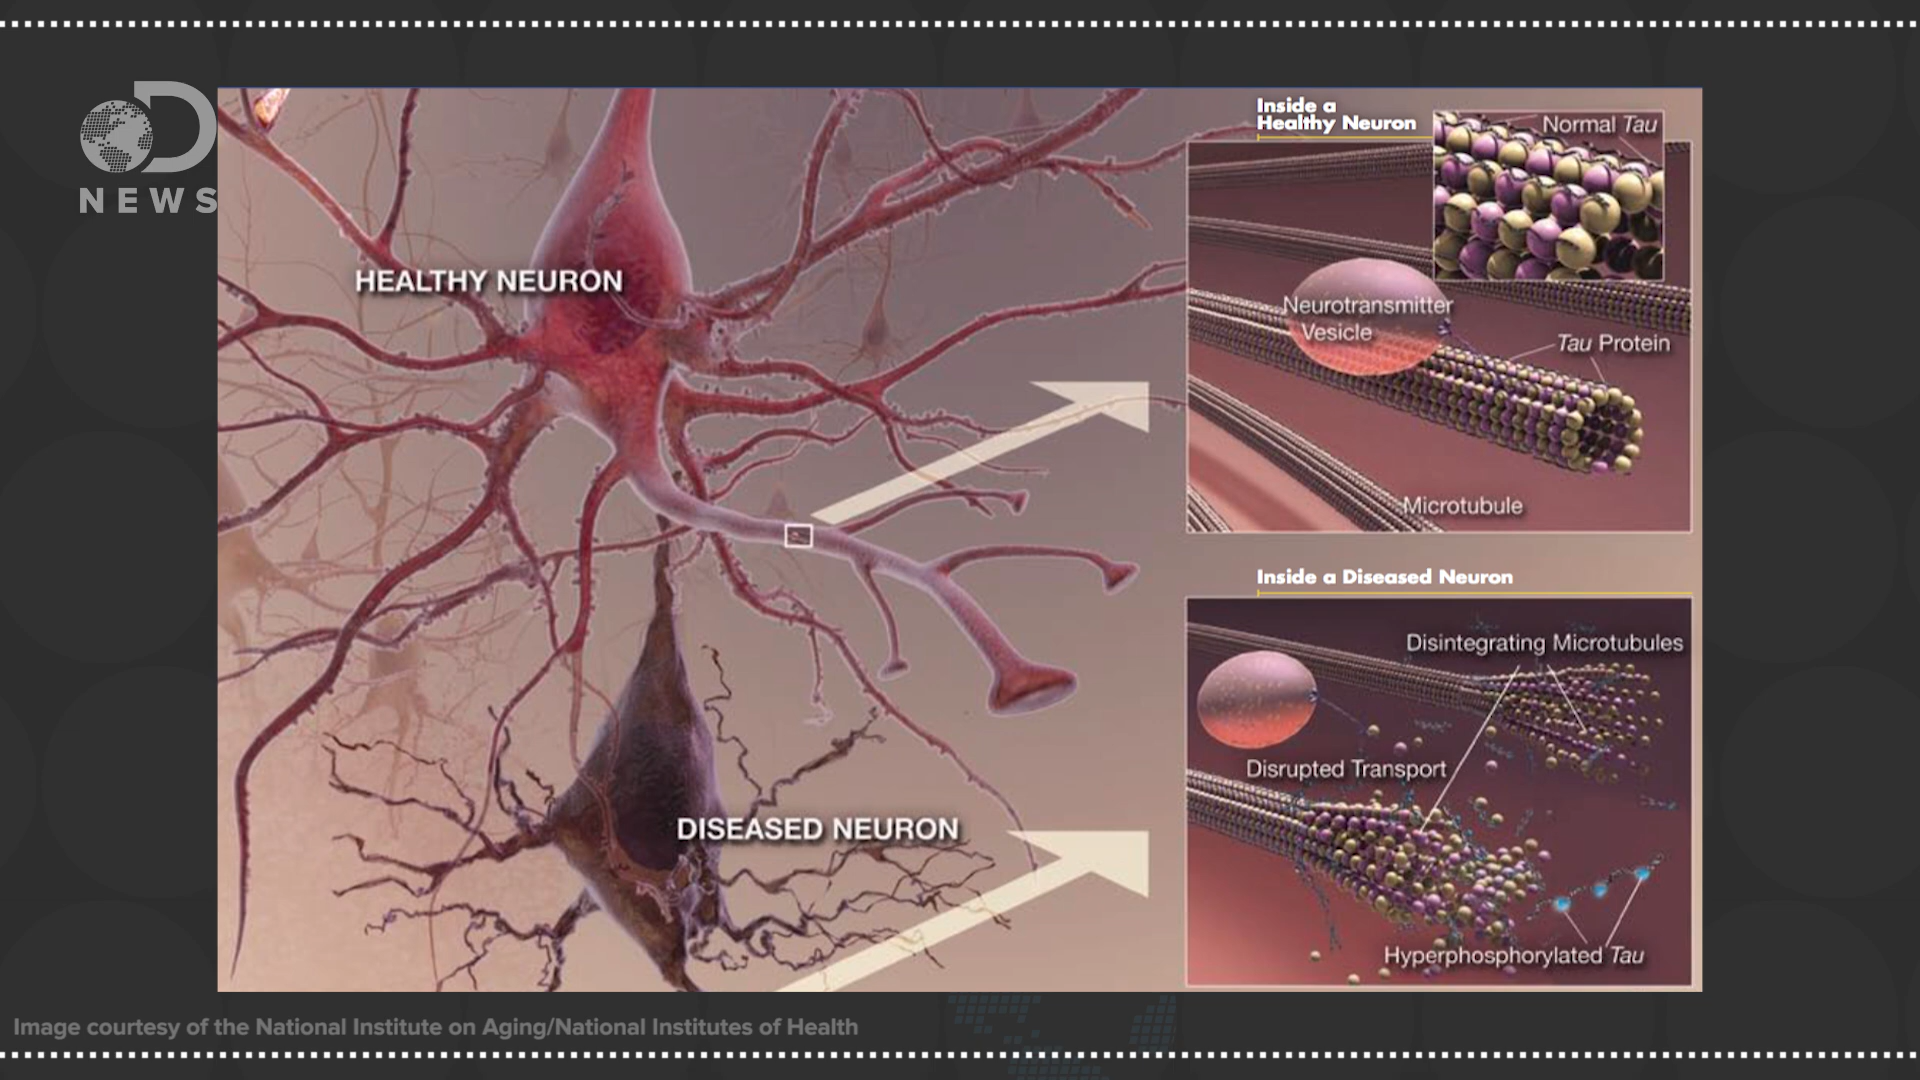 D
NEWS
HEALTHY NEURON
DISEASED NEURON
Inside a
Healthy Neuron
Normal Tau
Neurotransmitter
Vesicle
Tau Protein
Microtubule
Inside a Diseased Neuron
Disintegrating Microtubules
Disrupted Transport
Hyperphosphorylated Tau
Image courtesy of the National Institute on Aging/National Institutes of Health